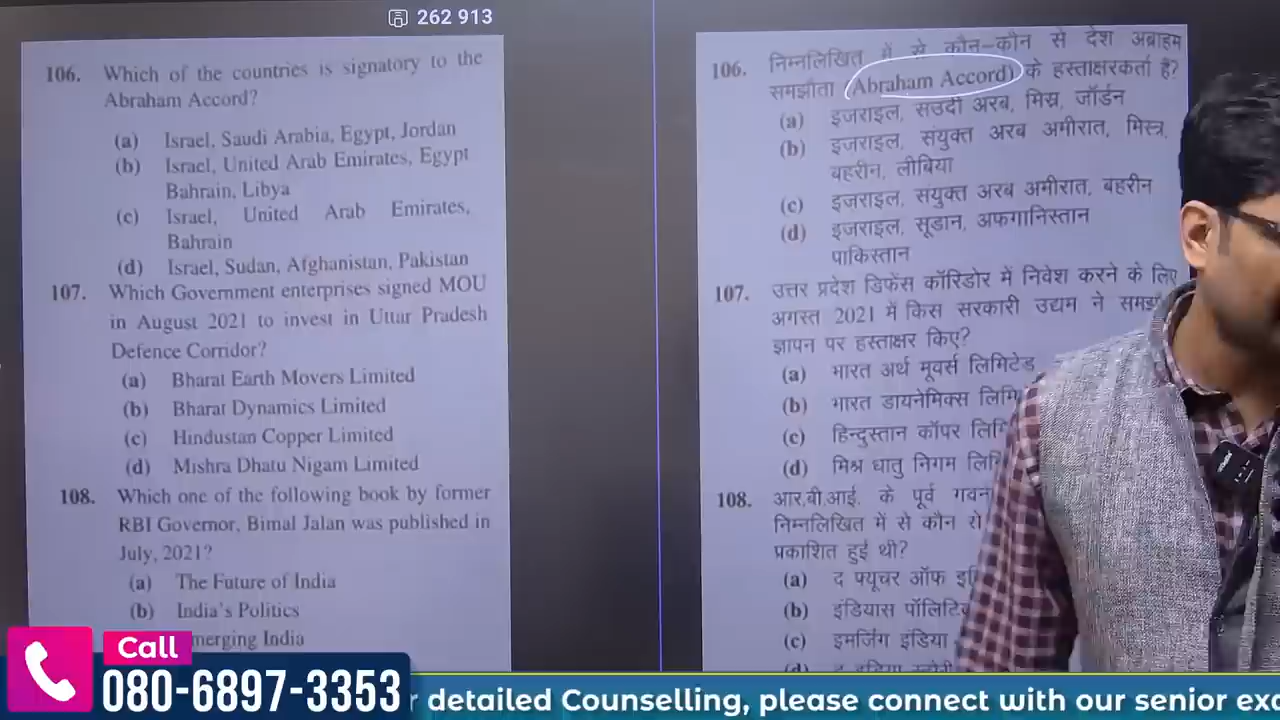 262 913
106. Which of the countries is signatory to the
Abraham Accord?
(a) Israel, Saudi Arabia, Egypt, Jordan
(b) Israel, United Arab Emirates, Egypt
Bahrain, Libya
(c) Israel, United Arab Emirates,
Bahrain
(d) Israel, Sudan, Afghanistan, Pakistan
107. Which Government enterprises signed MOU
in August 2021 to invest in Uttar Pradesh
Defence Corridor?
(a) Bharat Earth Movers Limited
(b) Bharat Dynamics Limited
(c) Hindustan Copper Limited
(d) Mishra Dhatu Nigam Limited
108. Which one of the following book by former
RBI Governor, Bimal Jalan was published in
July, 2021?
(a) The Future of India
(b) India's Politics
merging India
106. निम्नलिखित में से कौन-कौन से देश अब्राहम
समझौता (Abraham Accord) के हस्ताक्षरकर्ता हैं?
(a) इजराइल, सउदी अरब, मिस्र, जॉर्डन
(b) इजराइल, संयुक्त अरब अमीरात, मिस्त्र,
बहरीन, लीबिया
(c) इजराइल, संयुक्त अरब अमीरात, बहरीन
(d) इजराइल, सूडान, अफगानिस्तान
पाकिस्तान
107. उत्तर प्रदेश डिफेंस कॉरिडोर में निवेश करने के लिए
अगस्त 2021 में किस सरकारी उद्यम ने
ज्ञापन पर हस्ताक्षर किए?
(a) भारत अर्थ मूवर्स लिमिटेड
(b) भारत डायनेमिक्स लिमि
(c) हिन्दुस्तान कॉपर लि
(d) मिश्र धातु निगम लि
108. आर.बी.आई. के पूर्व गवन
निम्नलिखित में से कौन
प्रकाशित हुई थी?
(a) द फ्यूचर ऑफ इ
(b) इंडियास पॉलिटि
(c) इमर्जिंग इंडिया
Call
080-6897-3353
r detailed Counselling, please connect with our senior exa